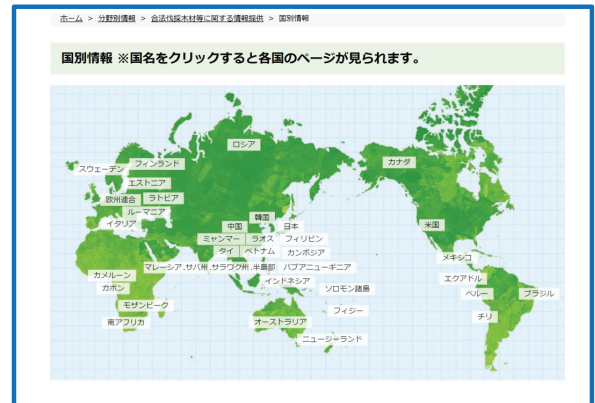 ホーム > 分野別情報 > 合法伐採木材等に関する情報提供 > 国別情報
国別情報 ※国名をクリックすると各国のページが見られます。
ロシア
カナダ
スウェーデン フィンランド
エストニア
欧州連合 ラトビア
ルーマニア
イタリア
韓国
中国 日本
米国
ミャンマー ラオス フィリピン
タイ ベトナム カンボジア
メキシコ
マレーシア,サバ州,サラワク州,半島部 パプアニューギニア
カメルーン
インドネシア
エクアドル
ガボン
ソロモン諸島
ペルー ブラジル
モザンビーク
フィジー
チリ
南アフリカ
オーストラリア
ニュージーランド